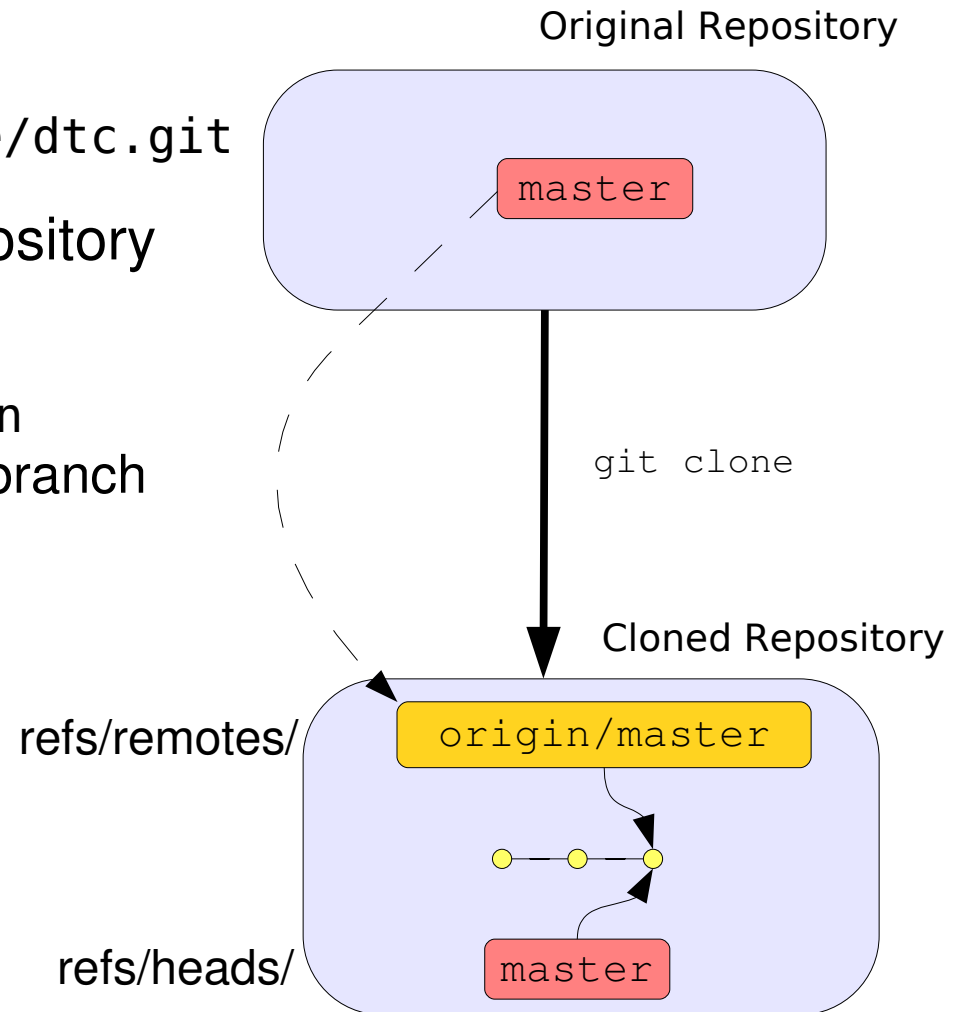 Original Repository
/dtc.git
master
ository
n
branch
git clone
Cloned Repository
refs/remotes/
origin/master
refs/heads/
master